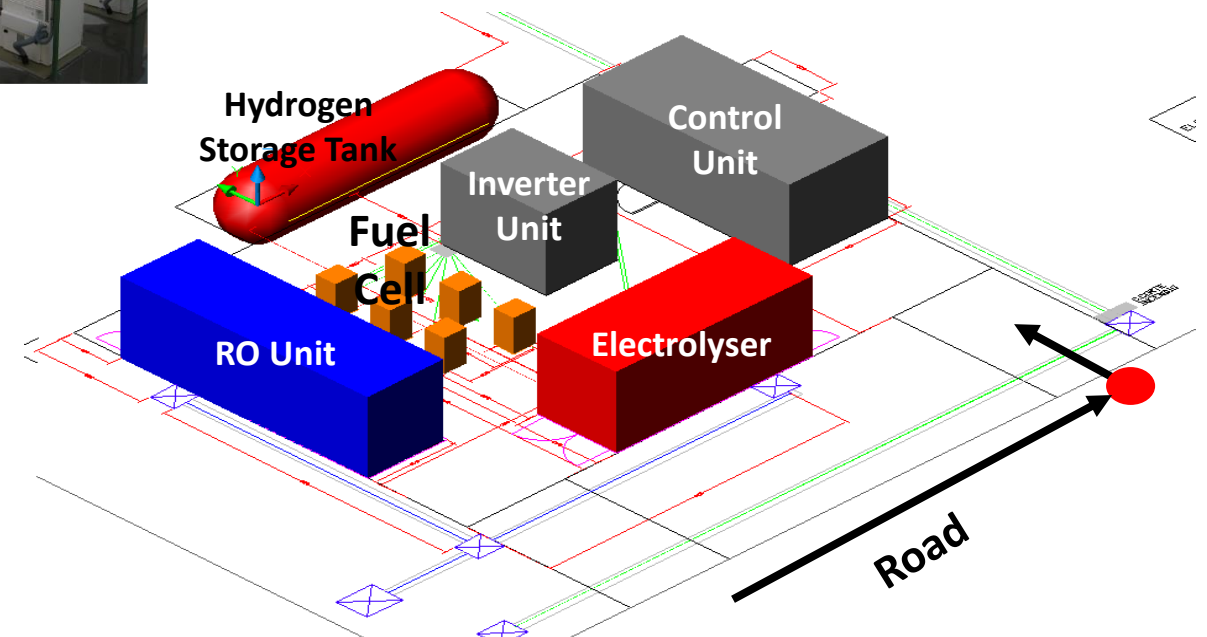 Hydrogen
Storage Tank
Control
Unit
Inverter
Unit
Fuel
Cell
RO Unit
Electrolyser
Road